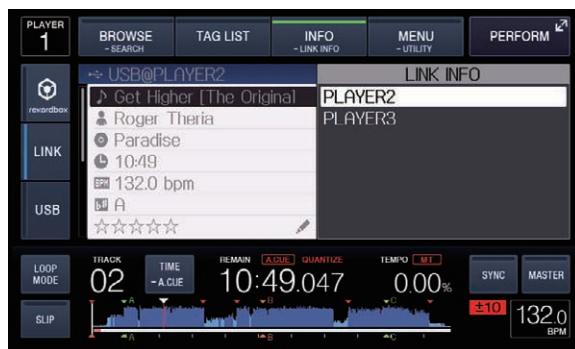 PLAYER
1
BROWSE
- SEARCH
TAG LIST
INFO
- LINK INFO
MENU
- UTILITY
PERFORM
rekordbox
LINK
USB
USB@PLAYER2
Get Higher [The Original
Roger Theria
Paradise
10:49
BPM 132.0 bpm
A
LINK INFO
PLAYER2
PLAYER3
LOOP
MODE
SLIP
TRACK
02
TIME
- A.CUE
REMAIN A.CUE QUANTIZE
10:49.047
TEMPO MT
0.00%
SYNC
MASTER
±10
132.0
BPM
A B C
A B C